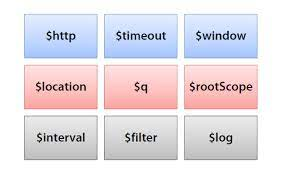 $http $timeout $window
$location $q $rootScope
$interval $filter $log